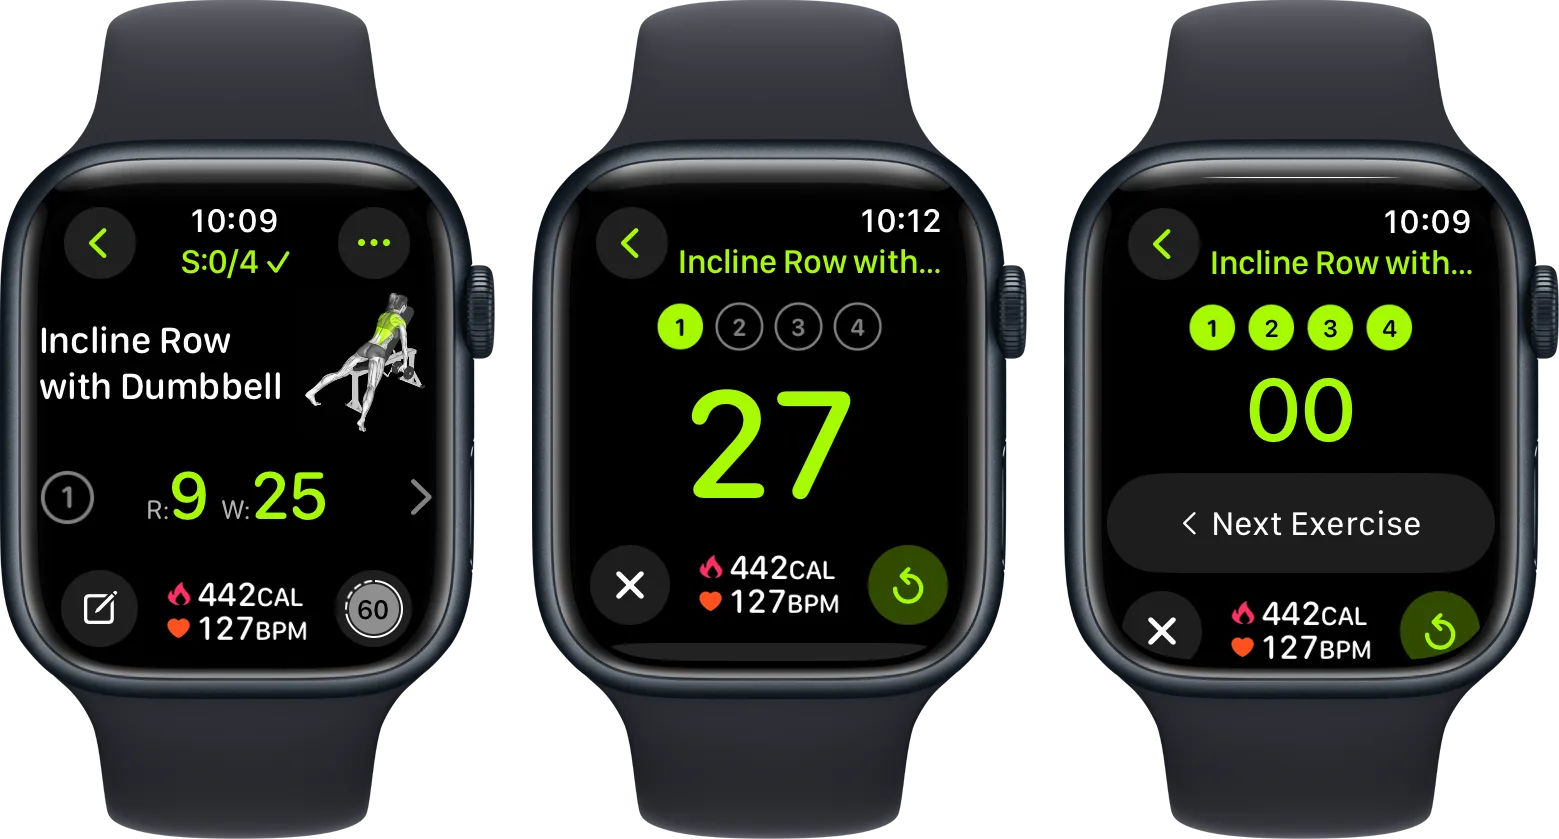 10:09
S:0/4 ✓
Incline Row
with Dumbbell
1 R:9 W:25
442CAL
127BPM
60
10:12
Incline Row with...
1 2 3 4
27
442CAL
127BPM
10:09
Incline Row with...
1 2 3 4
00
Next Exercise
442CAL
127BPM